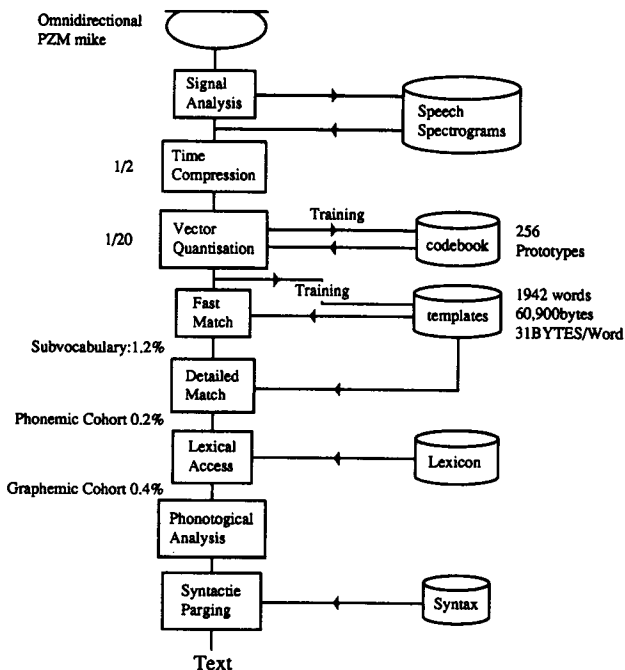 Omnidirectional
PZM mike
Signal
Analysis
Speech
Spectrograms
1/2
Time
Compression
1/20
Vector
Quantisation
Training
codebook
256
Prototypes
Training
Fast
Match
templates
1942 words
60,900bytes
31BYTES/Word
Subvocabulary:1.2%
Detailed
Match
Phonemic Cohort 0.2%
Lexical
Access
Lexicon
Graphemic Cohort 0.4%
Phonotogical
Analysis
Syntactie
Parging
Syntax
Text